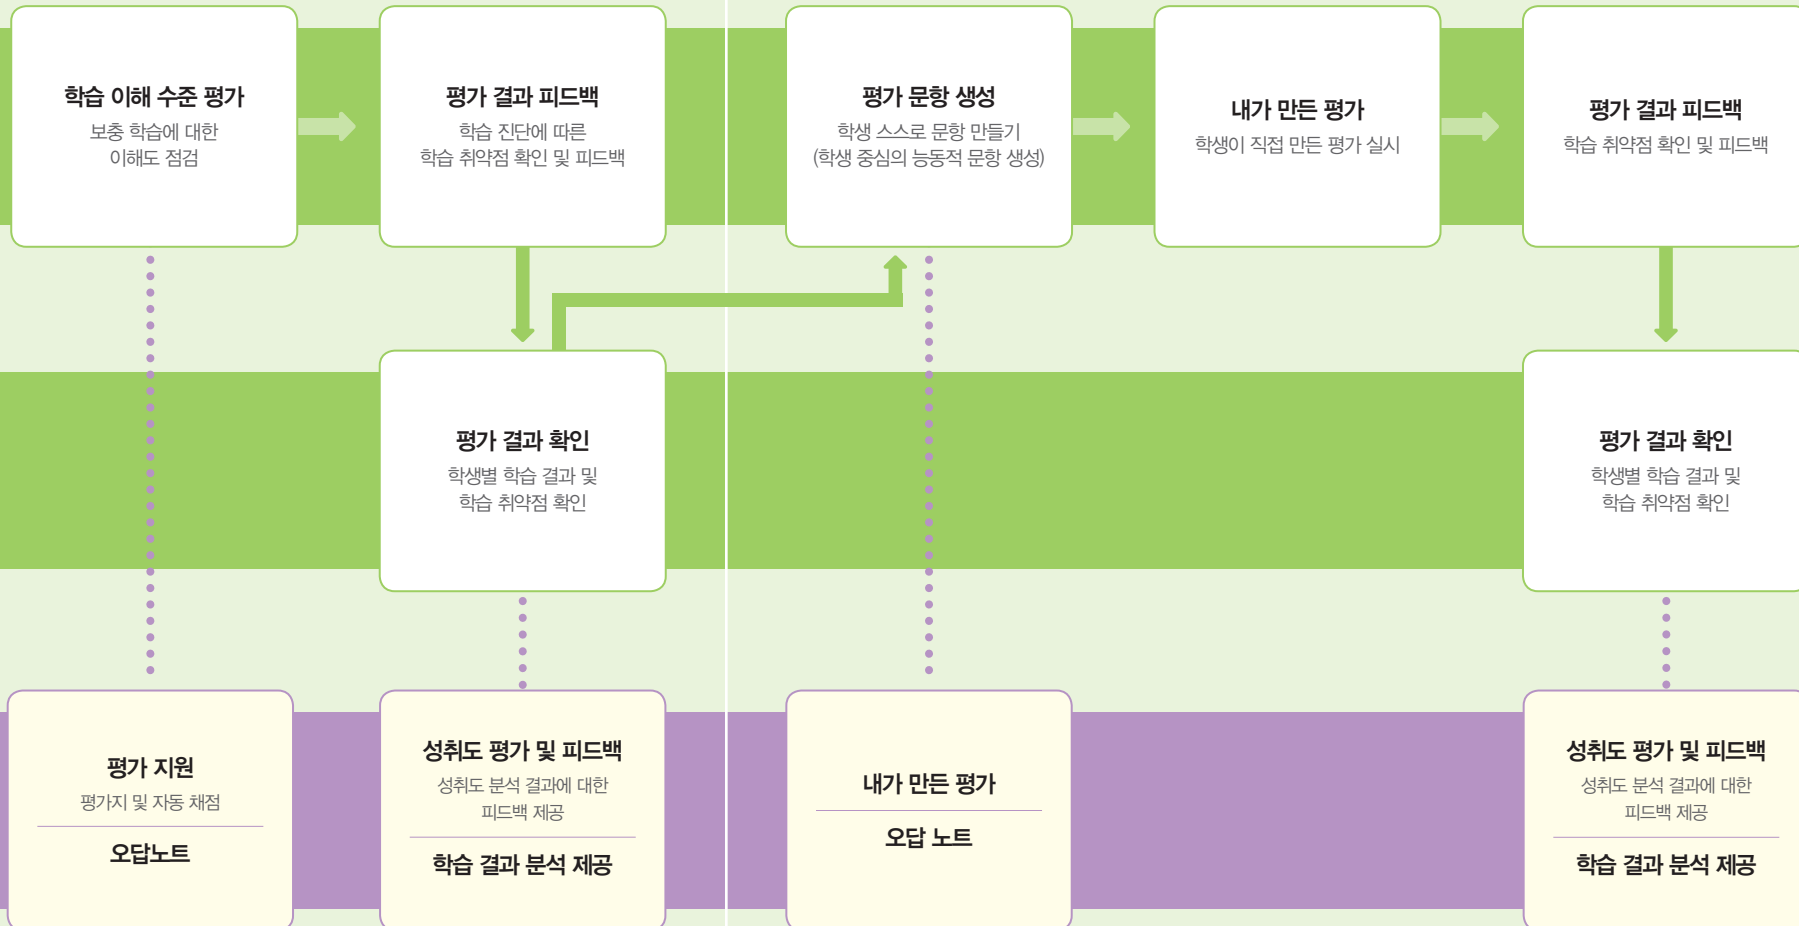 학습 이해 수준 평가
보충 학습에 대한
이해도 점검
평가 결과 피드백
학습 진단에 따른
학습 취약점 확인 및 피드백
평가 문항 생성
학생 스스로 문항 만들기
(학생 중심의 능동적 문항 생성)
내가 만든 평가
학생이 직접 만든 평가 실시
평가 결과 피드백
학습 취약점 확인 및 피드백
평가 결과 확인
학생별 학습 결과 및
학습 취약점 확인
평가 결과 확인
학생별 학습 결과 및
학습 취약점 확인
평가 지원
평가지 및 자동 채점
오답노트
성취도 평가 및 피드백
성취도 분석 결과에 대한
피드백 제공
학습 결과 분석 제공
내가 만든 평가
오답 노트
성취도 평가 및 피드백
성취도 분석 결과에 대한
피드백 제공
학습 결과 분석 제공